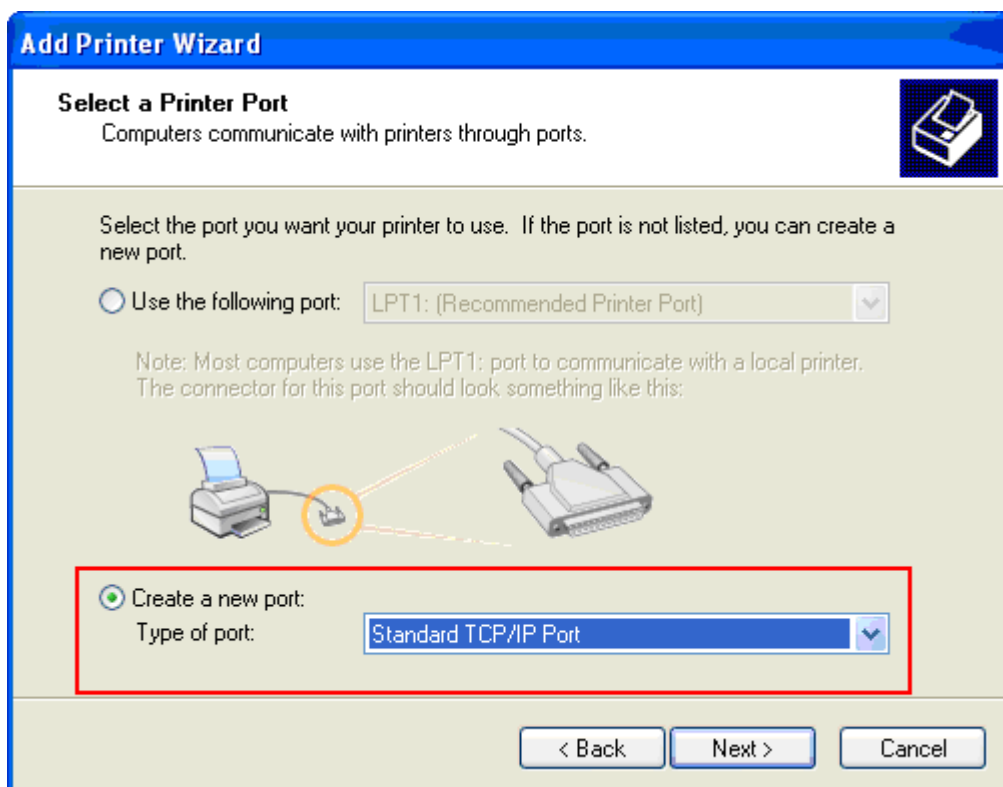 Add Printer Wizard
Select a Printer Port
Computers communicate with printers through ports.
Select the port you want your printer to use.  If the port is not listed, you can create a
new port.
Use the following port:
LPT1: (Recommended Printer Port)
Note: Most computers use the LPT1: port to communicate with a local printer.
The connector for this port should look something like this:
Create a new port:
Type of port:
Standard TCP/IP Port
< Back
Next >
Cancel